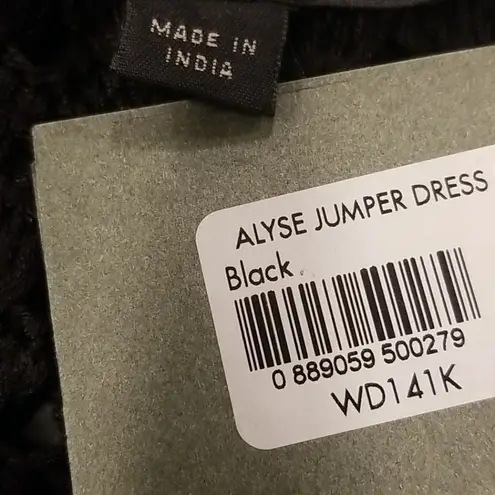 MADE IN
INDIA
ALYSE JUMPER DRESS
Black
0 889059 500279
WD141K